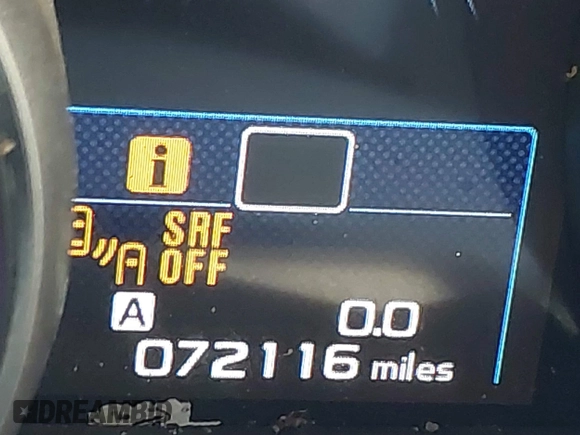 i
SRF
OFF
A 0.0
072116 miles
DREAMBID